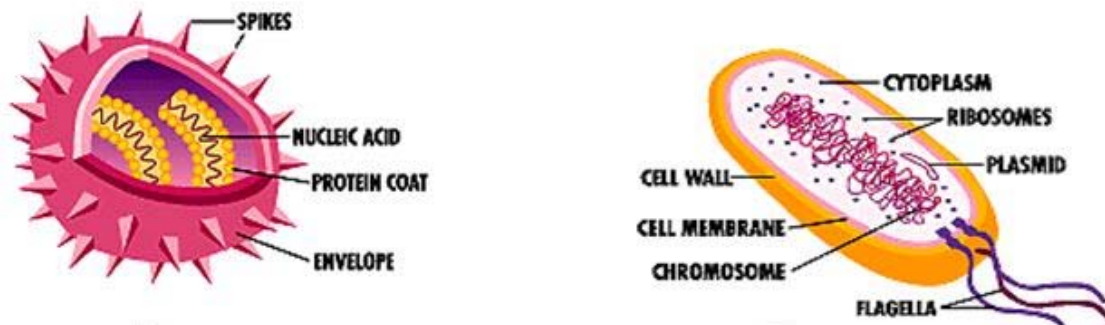 SPIKES
NUCLEIC ACID
PROTEIN COAT
ENVELOPE
CYTOPLASM
RIBOSOMES
PLASMID
CELL WALL
CELL MEMBRANE
CHROMOSOME
FLAGELLA